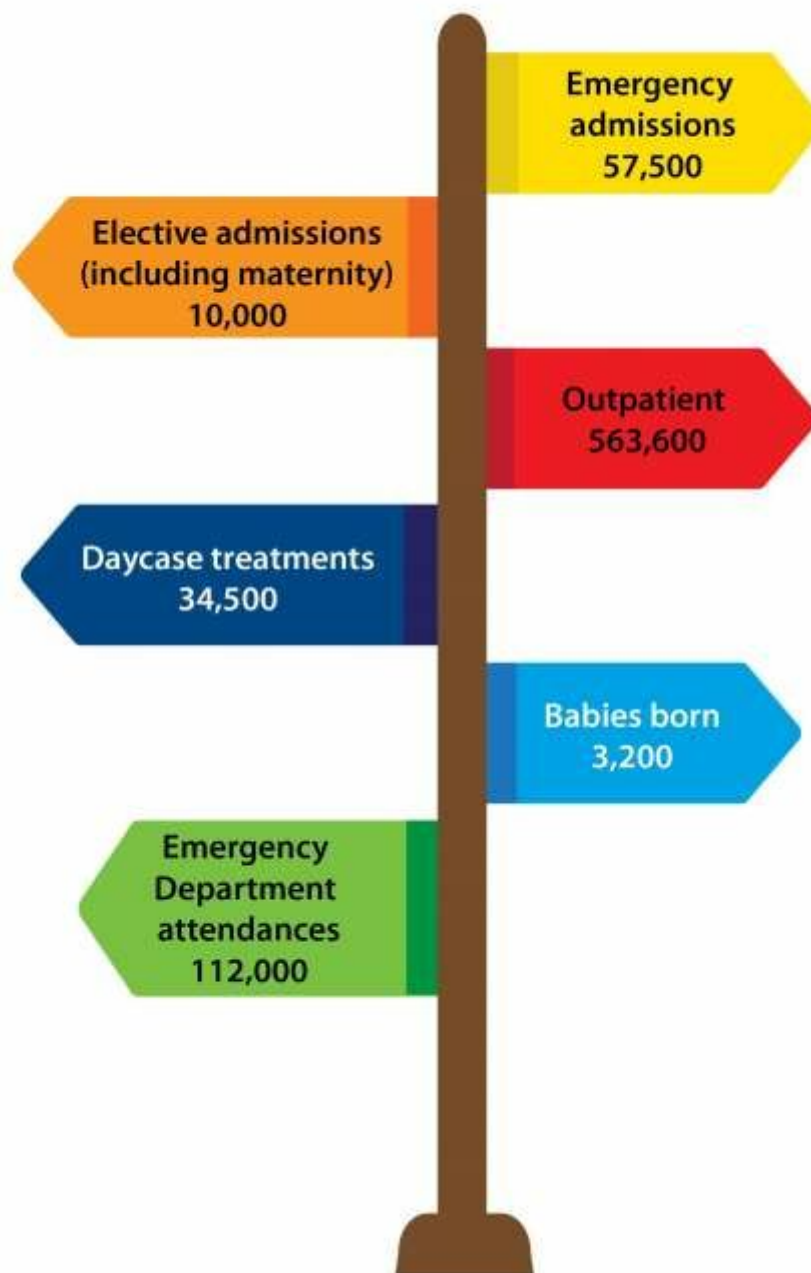 Emergency
admissions
57,500
Elective admissions
(including maternity)
10,000
Outpatient
563,600
Daycase treatments
34,500
Babies born
3,200
Emergency
Department
attendances
112,000